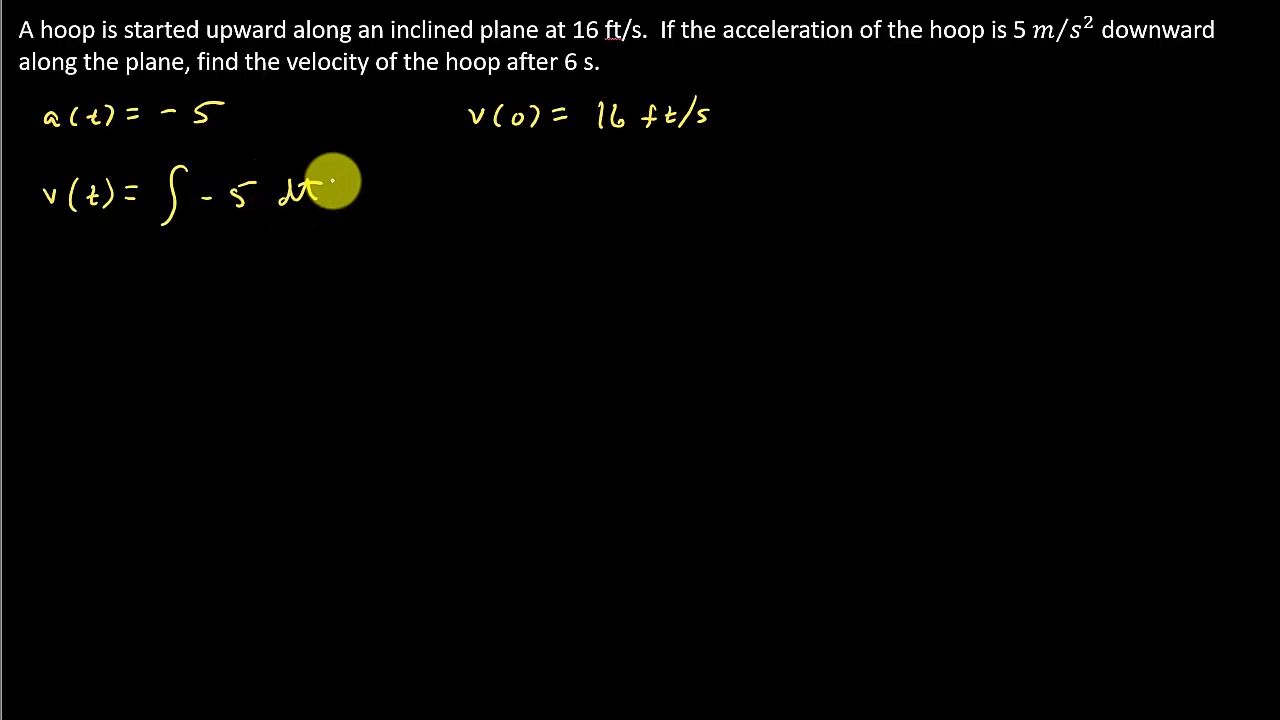 A hoop is started upward along an inclined plane at 16 ft/s. If the acceleration of the hoop is 5 m/s² downward
along the plane, find the velocity of the hoop after 6 s.
a(t) = - 5 v(0) = 16 ft/s
v(t) = ∫ - 5 dt